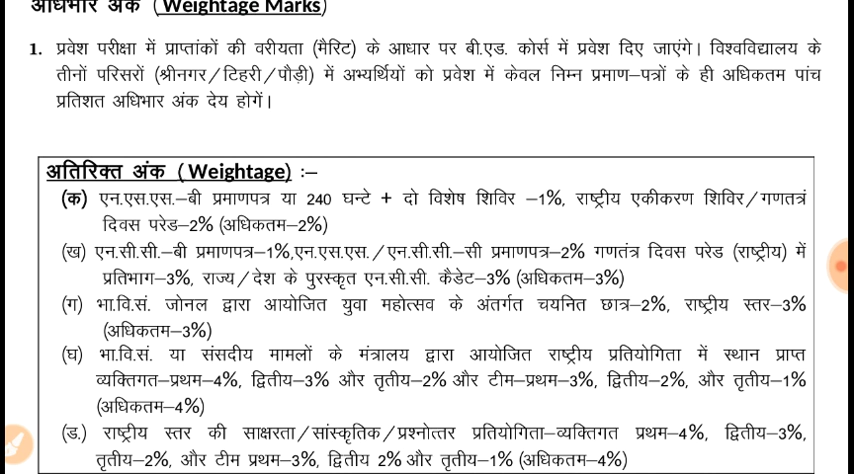 अधिभार अंक (Weightage Marks)
1. प्रवेश परीक्षा में प्राप्तांकों की वरीयता (मैरिट) के आधार पर बी.एड. कोर्स में प्रवेश दिए जाएंगे। विश्वविद्यालय के
तीनों परिसरों (श्रीनगर/टिहरी/पौड़ी) में अभ्यर्थियों को प्रवेश में केवल निम्न प्रमाण–पत्रों के ही अधिकतम पांच
प्रतिशत अधिभार अंक देय होगें।
अतिरिक्त अंक (Weightage) :–
(क) एन.एस.एस.–बी प्रमाणपत्र या 240 घन्टे + दो विशेष शिविर –1%, राष्ट्रीय एकीकरण शिविर/गणतत्रं
दिवस परेड–2% (अधिकतम–2%)
(ख) एन.सी.सी.–बी प्रमाणपत्र–1%,एन.एस.एस./एन.सी.सी.–सी प्रमाणपत्र–2% गणतंत्र दिवस परेड (राष्ट्रीय) में
प्रतिभाग–3%, राज्य/देश के पुरस्कृत एन.सी.सी. कैडेट–3% (अधिकतम–3%)
(ग) भा.वि.सं. जोनल द्वारा आयोजित युवा महोत्सव के अंतर्गत चयनित छात्र–2%, राष्ट्रीय स्तर–3%
(अधिकतम–3%)
(घ) भा.वि.सं. या संसदीय मामलों के मंत्रालय द्वारा आयोजित राष्ट्रीय प्रतियोगिता में स्थान प्राप्त
व्यक्तिगत–प्रथम–4%, द्वितीय–3% और तृतीय–2% और टीम–प्रथम–3%, द्वितीय–2%, और तृतीय–1%
(अधिकतम–4%)
(ड.) राष्ट्रीय स्तर की साक्षरता/सांस्कृतिक/प्रश्नोत्तर प्रतियोगिता–व्यक्तिगत प्रथम–4%, द्वितीय–3%,
तृतीय–2%, और टीम प्रथम–3%, द्वितीय 2% और तृतीय–1% (अधिकतम–4%)